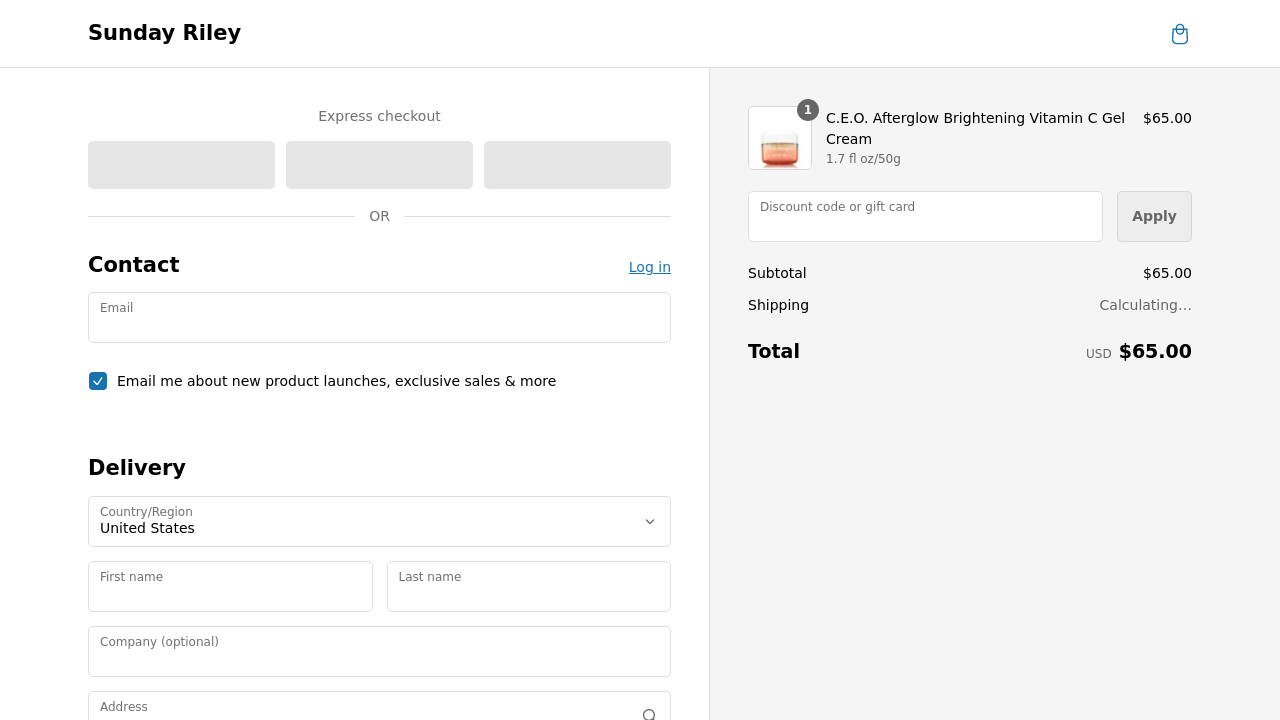 Sunday Riley
Express checkout
OR
Contact
Log in
Email
Email me about new product launches, exclusive sales & more
Delivery
Country/Region
United States
First name
Last name
Company (optional)
Address
1
C.E.O. Afterglow Brightening Vitamin C Gel
Cream
$65.00
1.7 fl oz/50g
Discount code or gift card
Apply
Subtotal
$65.00
Shipping
Calculating…
Total
USD $65.00